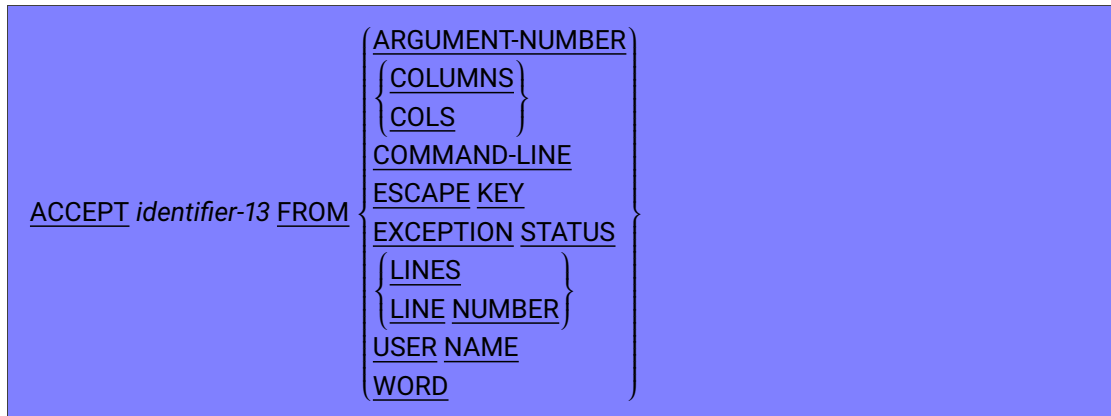 ARGUMENT-NUMBER
COLUMNS
COLS
COMMAND-LINE
ESCAPE KEY
ACCEPT identifier-13 FROM
EXCEPTION STATUS
LINES
LINE NUMBER
USER NAME
WORD